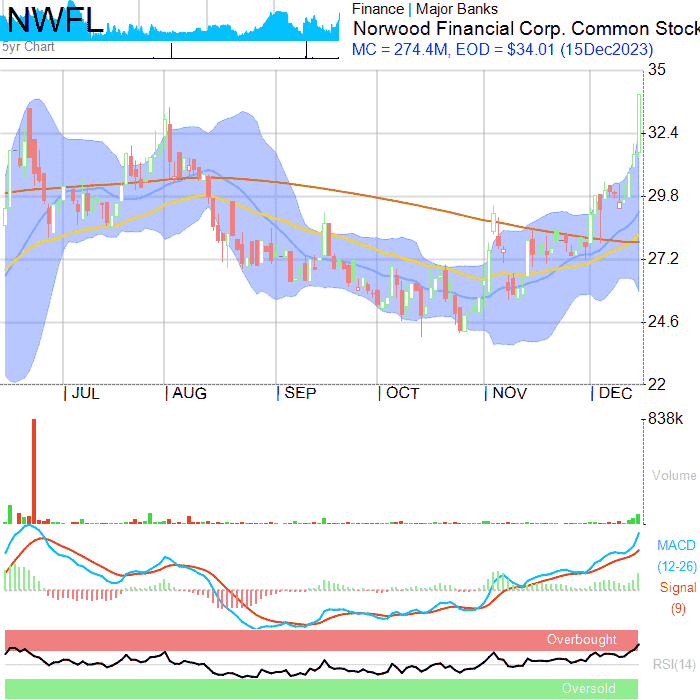 NWFL
5yr Chart
Finance | Major Banks
Norwood Financial Corp. Common Stock
MC = 274.4M, EOD = $34.01 (15Dec2023)
35
32.4
29.8
27.2
24.6
22
JUL
AUG
SEP
OCT
NOV
DEC
838k
Volume
MACD
(12-26)
Signal
(9)
Overbought
RSI(14)
Oversold